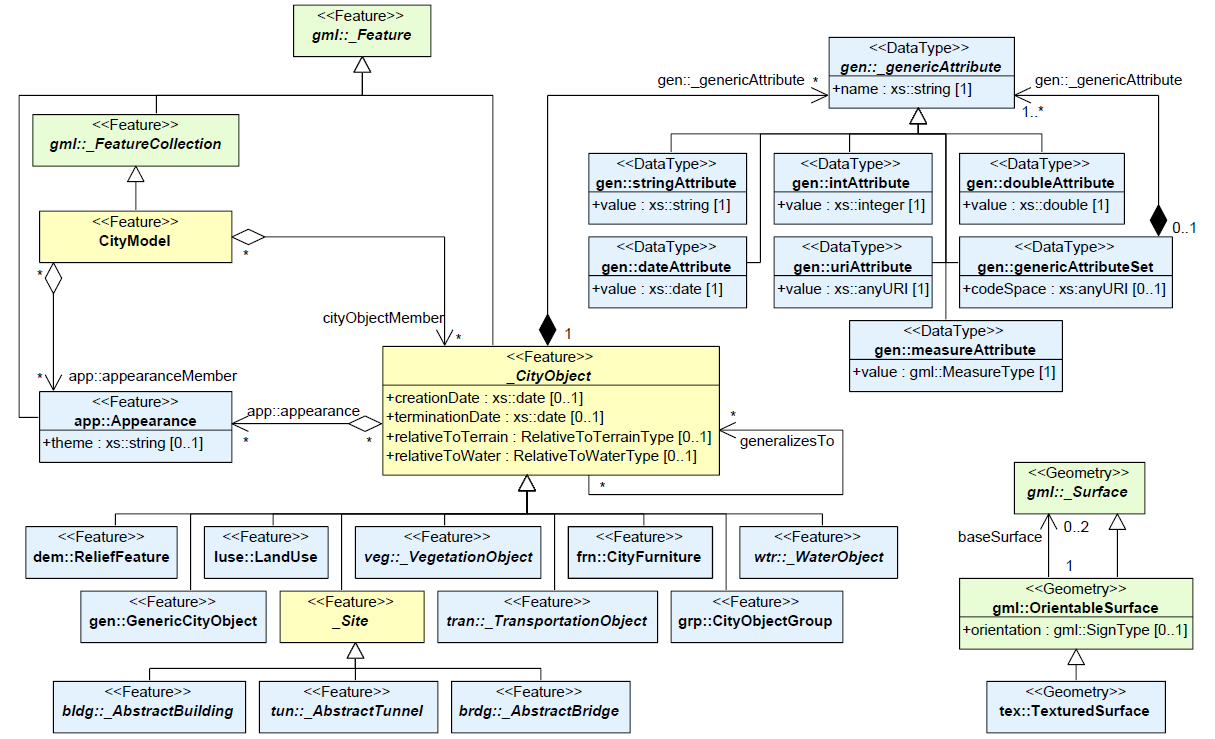 <<Feature>>
gml::_Feature
<<DataType>>
gen::_genericAttribute
+name : xs::string [1]
gen::_genericAttribute
*
gen::_genericAttribute
1..*
<<Feature>>
gml::_FeatureCollection
<<DataType>>
gen::stringAttribute
+value : xs::string [1]
<<DataType>>
gen::intAttribute
+value : xs::integer [1]
<<DataType>>
gen::doubleAttribute
+value : xs::double [1]
<<Feature>>
CityModel
*
*
0..1
<<DataType>>
gen::dateAttribute
+value : xs::date [1]
<<DataType>>
gen::uriAttribute
+value : xs::anyURI [1]
<<DataType>>
gen::genericAttributeSet
+codeSpace : xs:anyURI [0..1]
<<DataType>>
gen::measureAttribute
+value : gml::MeasureType [1]
cityObjectMember
*
1
<<Feature>>
_CityObject
+creationDate : xs::date [0..1]
+terminationDate : xs::date [0..1]
+relativeToTerrain : RelativeToTerrainType [0..1]
+relativeToWater : RelativeToWaterType [0..1]
*
app::appearanceMember
<<Feature>>
app::Appearance
+theme : xs::string [0..1]
app::appearance
*
*
*
generalizesTo
*
<<Geometry>>
gml::_Surface
baseSurface
0..2
1
<<Geometry>>
gml::OrientableSurface
+orientation : gml::SignType [0..1]
<<Geometry>>
tex::TexturedSurface
<<Feature>>
dem::ReliefFeature
<<Feature>>
luse::LandUse
<<Feature>>
veg::_VegetationObject
<<Feature>>
frn::CityFurniture
<<Feature>>
wtr::_WaterObject
<<Feature>>
gen::GenericCityObject
<<Feature>>
_Site
<<Feature>>
tran::_TransportationObject
<<Feature>>
grp::CityObjectGroup
<<Feature>>
bldg::_AbstractBuilding
<<Feature>>
tun::_AbstractTunnel
<<Feature>>
brdg::_AbstractBridge